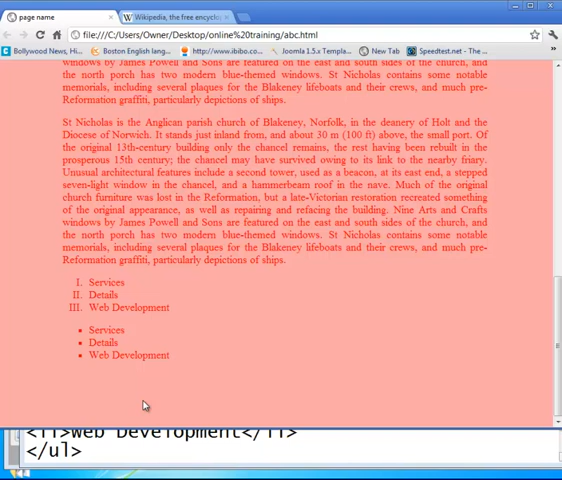 page name
Wikipedia, the free encyclo
file:///C:/Users/Owner/Desktop/online%20training/abc.html
Bollywood News, Hi... Boston English lang... http://www.ibibo.co... Joomla 1.5.x Templ... New Tab Speedtest.net - The...
windows by James Powell and Sons are featured on the east and south sides of the church, and
the north porch has two modern blue-themed windows. St Nicholas contains some notable
memorials, including several plaques for the Blakeney lifeboats and their crews, and much pre-
Reformation graffiti, particularly depictions of ships.
St Nicholas is the Anglican parish church of Blakeney, Norfolk, in the deanery of Holt and the
Diocese of Norwich. It stands just inland from, and about 30 m (100 ft) above, the small port. Of
the original 13th-century building only the chancel remains, the rest having been rebuilt in the
prosperous 15th century; the chancel may have survived owing to its link to the nearby friary.
Unusual architectural features include a second tower, used as a beacon, at its east end, a stepped
seven-light window in the chancel, and a hammerbeam roof in the nave. Much of the original
church furniture was lost in the Reformation, but a late-Victorian restoration recreated something
of the original appearance, as well as repairing and refacing the building. Nine Arts and Crafts
windows by James Powell and Sons are featured on the east and south sides of the church, and
the north porch has two modern blue-themed windows. St Nicholas contains some notable
memorials, including several plaques for the Blakeney lifeboats and their crews, and much pre-
Reformation graffiti, particularly depictions of ships.
I. Services
II. Details
III. Web Development
• Services
• Details
• Web Development
<li>Web Development</li>
</ul>